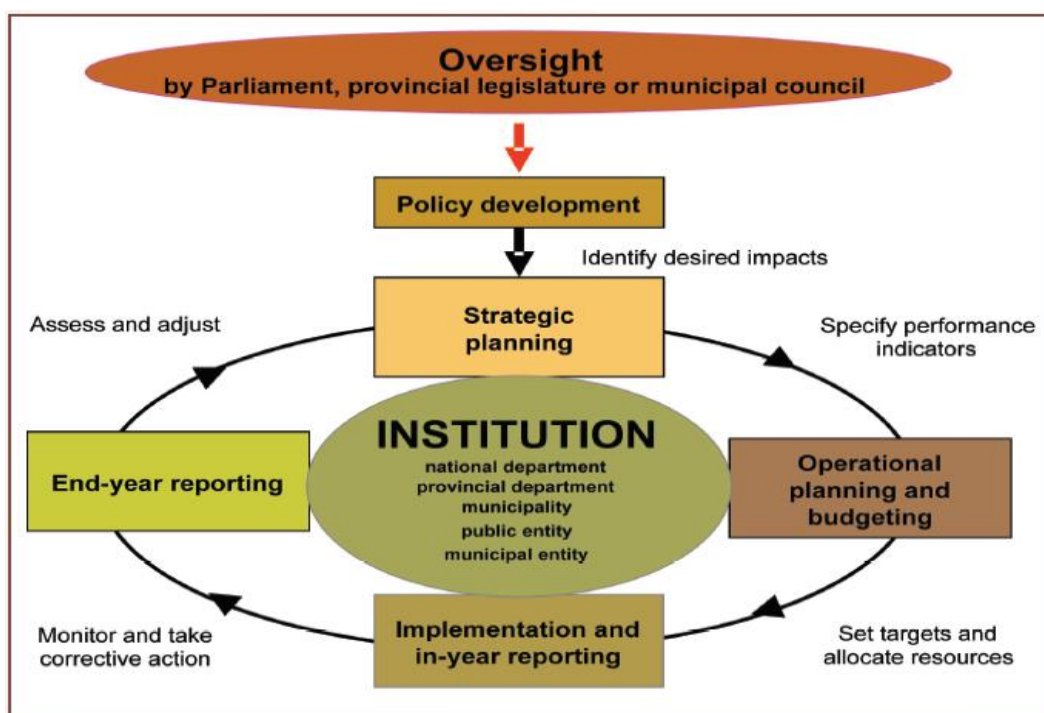 Oversight
by Parliament, provincial legislature or municipal council
Policy development
Identify desired impacts
Strategic
planning
Assess and adjust
Specify performance
indicators
INSTITUTION
national department
provincial department
municipality
public entity
municipal entity
End-year reporting
Operational
planning and
budgeting
Implementation and
in-year reporting
Monitor and take
corrective action
Set targets and
allocate resources